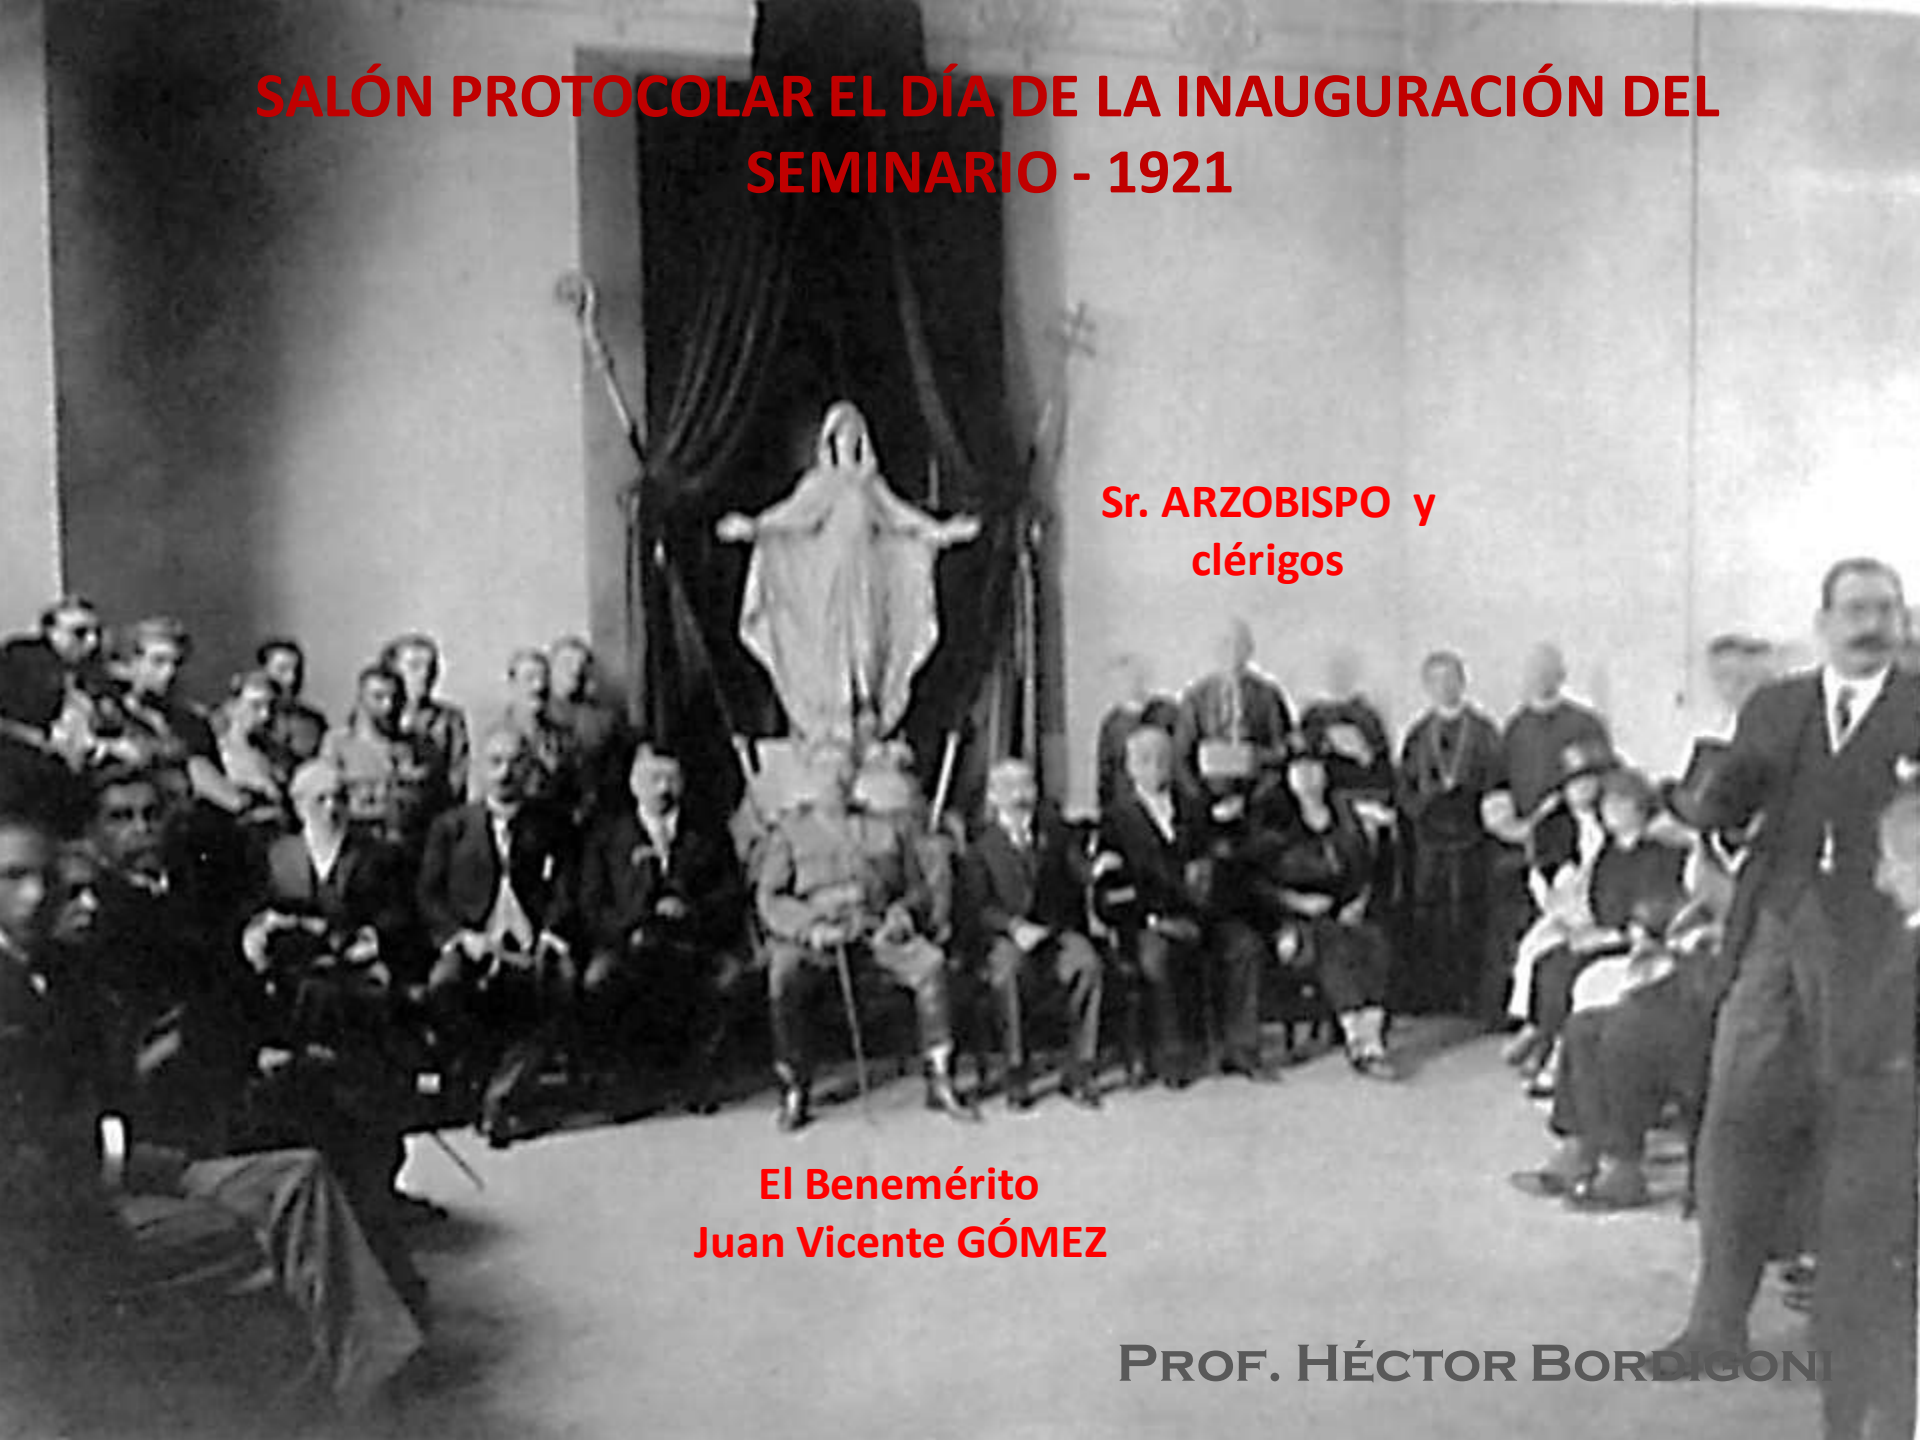 SALÓN PROTOCOLAR EL DÍA DE LA INAUGURACIÓN DEL
SEMINARIO - 1921
Sr. ARZOBISPO y
clérigos
El Benemérito
Juan Vicente GÓMEZ
PROF. HÉCTOR BORDIGONI